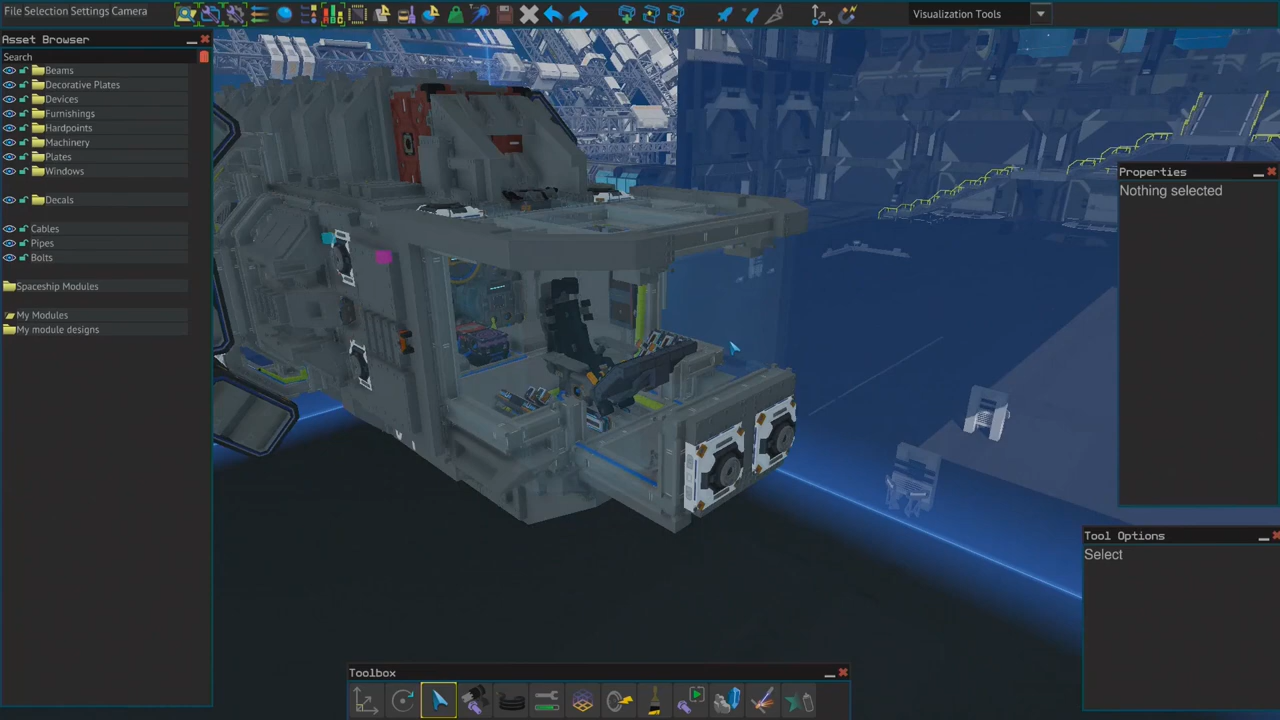 File Selection Settings Camera
Visualization Tools
Asset Browser
Search
Beams
Decorative Plates
Devices
Furnishings
Hardpoints
Machinery
Plates
Windows
Decals
Cables
Pipes
Bolts
Spaceship Modules
My Modules
My module designs
Properties
Nothing selected
Tool Options
Select
Toolbox